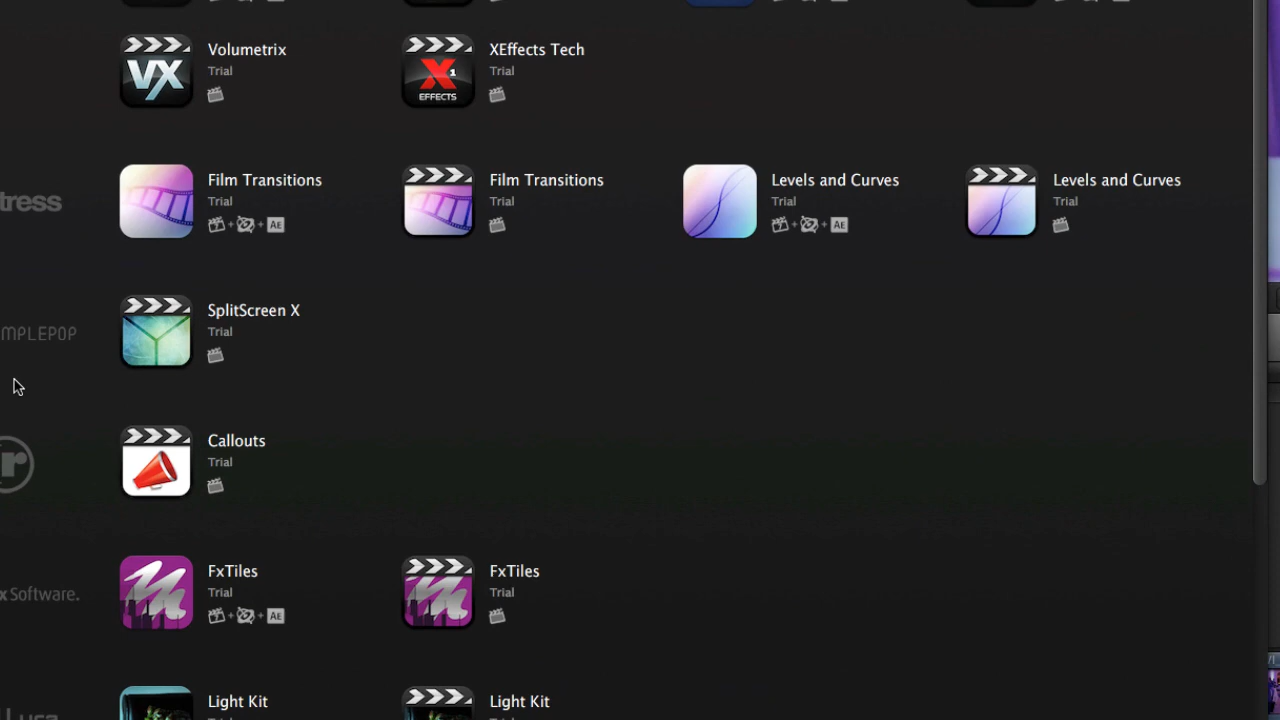 Volumetrix
Trial
VX
XEffects Tech
Trial
X1
EFFECTS
tress
Film Transitions
Trial
+ + AE
Film Transitions
Trial
Levels and Curves
Trial
+ + AE
Levels and Curves
Trial
MPLEPOP
SplitScreen X
Trial
r
Callouts
Trial
xSoftware.
FxTiles
Trial
+ + AE
FxTiles
Trial
Light Kit
Light Kit